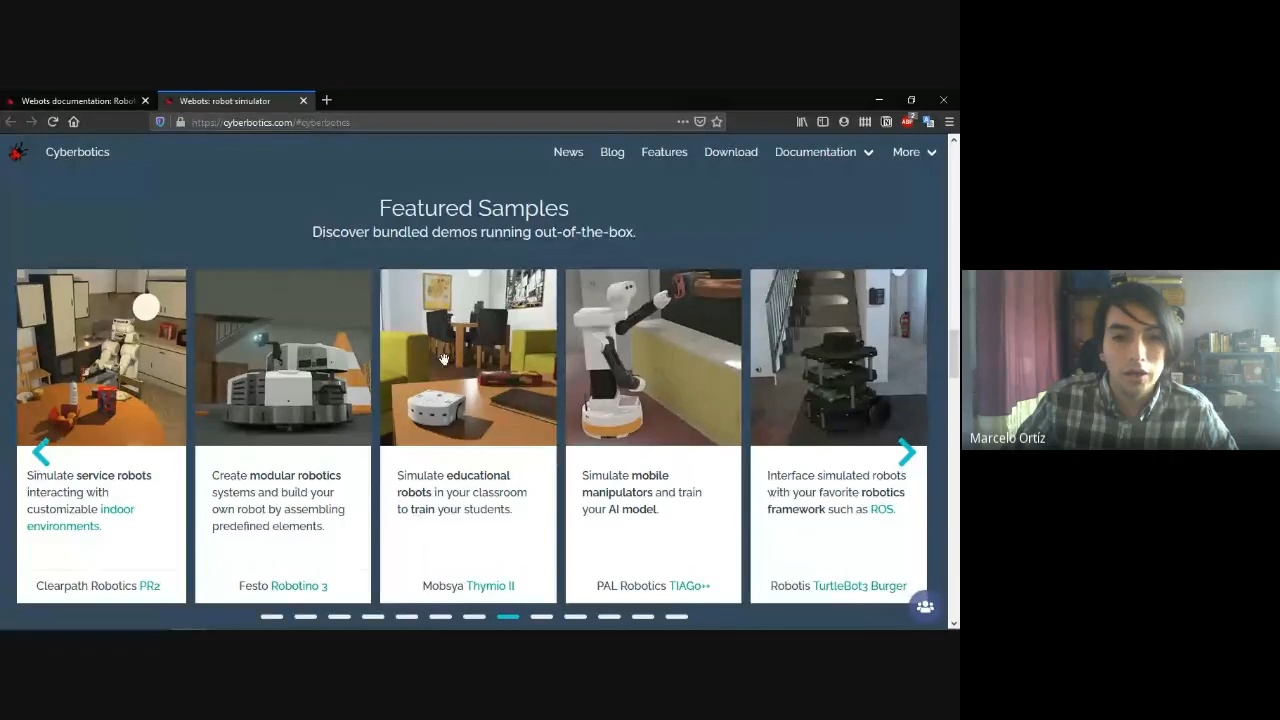 Webots documentation: Robot
Webots: robot simulator
https://cyberbotics.com/#cyberbotics
ABP
2
Cyberbotics
News
Blog
Features
Download
Documentation
More
Featured Samples
Discover bundled demos running out-of-the-box.
Simulate service robots
interacting with
customizable indoor
environments.
Clearpath Robotics PR2
Create modular robotics
systems and build your
own robot by assembling
predefined elements.
Festo Robotino 3
Simulate educational
robots in your classroom
to train your students.
Mobsya Thymio II
Simulate mobile
manipulators and train
your AI model.
PAL Robotics TIAGo++
Interface simulated robots
with your favorite robotics
framework such as ROS.
Robotis TurtleBot3 Burger
Marcelo Ortíz